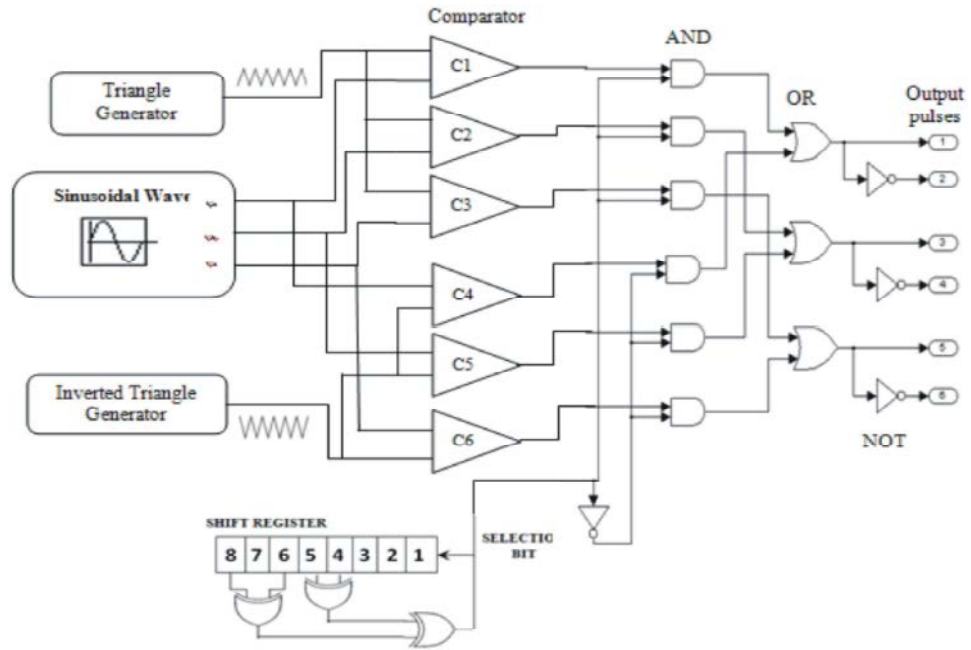 Comparator
AND
C1
Triangle
Generator
OR
Output
pulses
C2
1
2
Sinusoidal Wave
C3
3
C4
4
C5
5
Inverted Triangle
Generator
6
C6
NOT
SHIFT REGISTER
SELECTIO
BIT
8 7 6 5 4 3 2 1